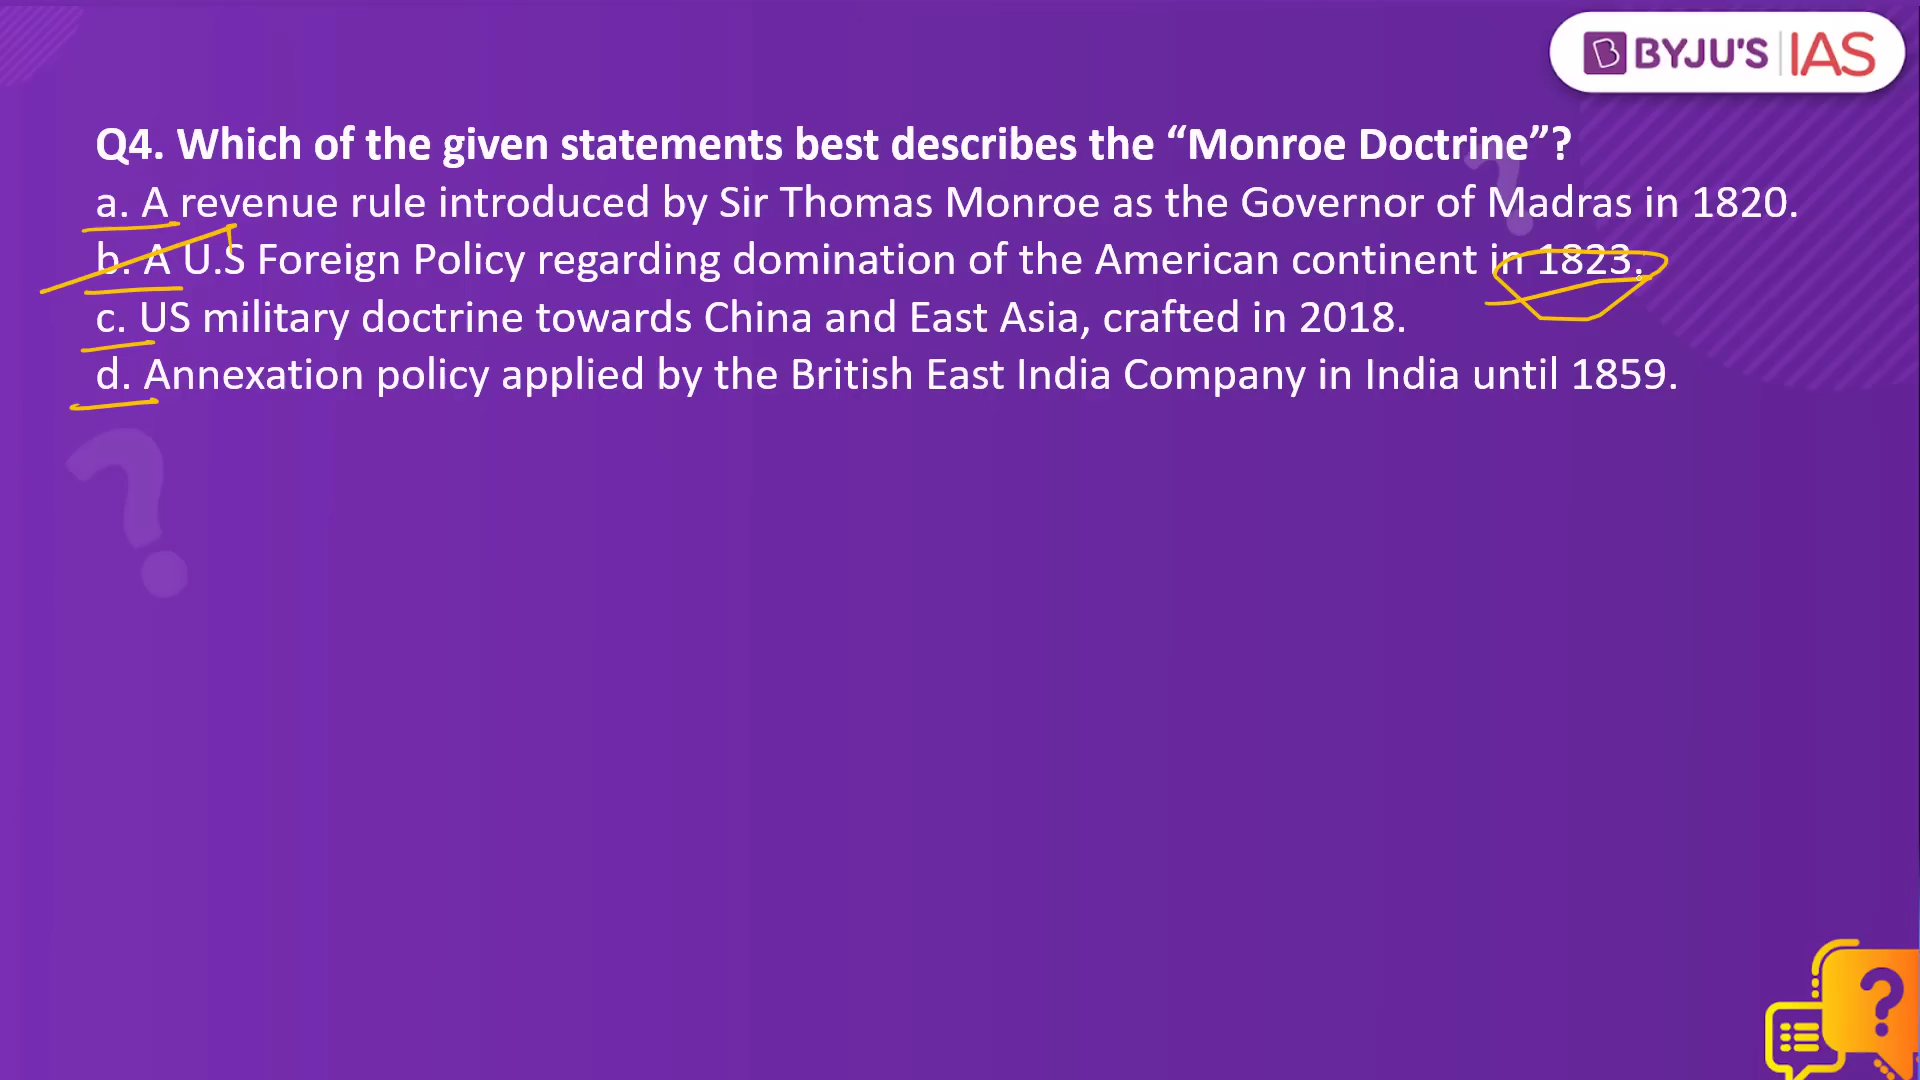 BYJU'S IAS
Q4. Which of the given statements best describes the “Monroe Doctrine”?
a. A revenue rule introduced by Sir Thomas Monroe as the Governor of Madras in 1820.
b. A U.S Foreign Policy regarding domination of the American continent in 1823.
c. US military doctrine towards China and East Asia, crafted in 2018.
d. Annexation policy applied by the British East India Company in India until 1859.